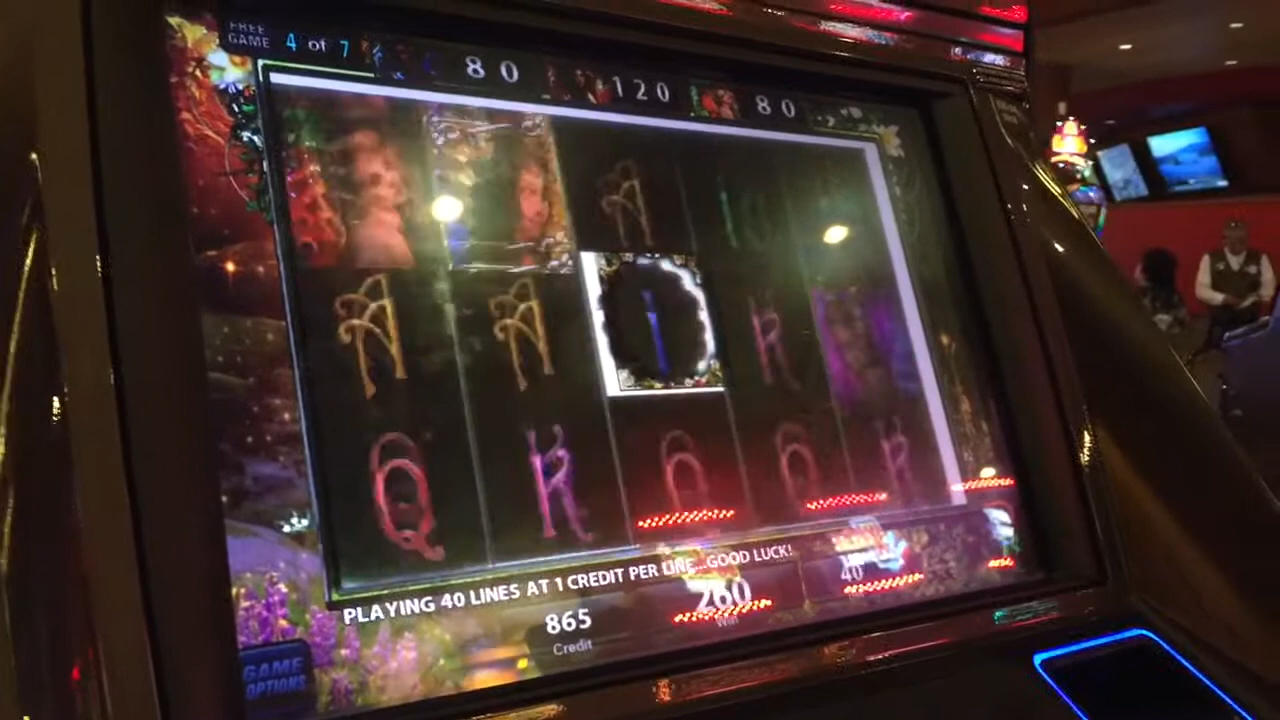 FREE
GAME 4 of 7
80
120
80
A
10
A
A
K
Q
K
Q
Q
K
PLAYING 40 LINES AT 1 CREDIT PER LINE...GOOD LUCK!
865
Credit
260
Win
40
GAME
OPTIONS